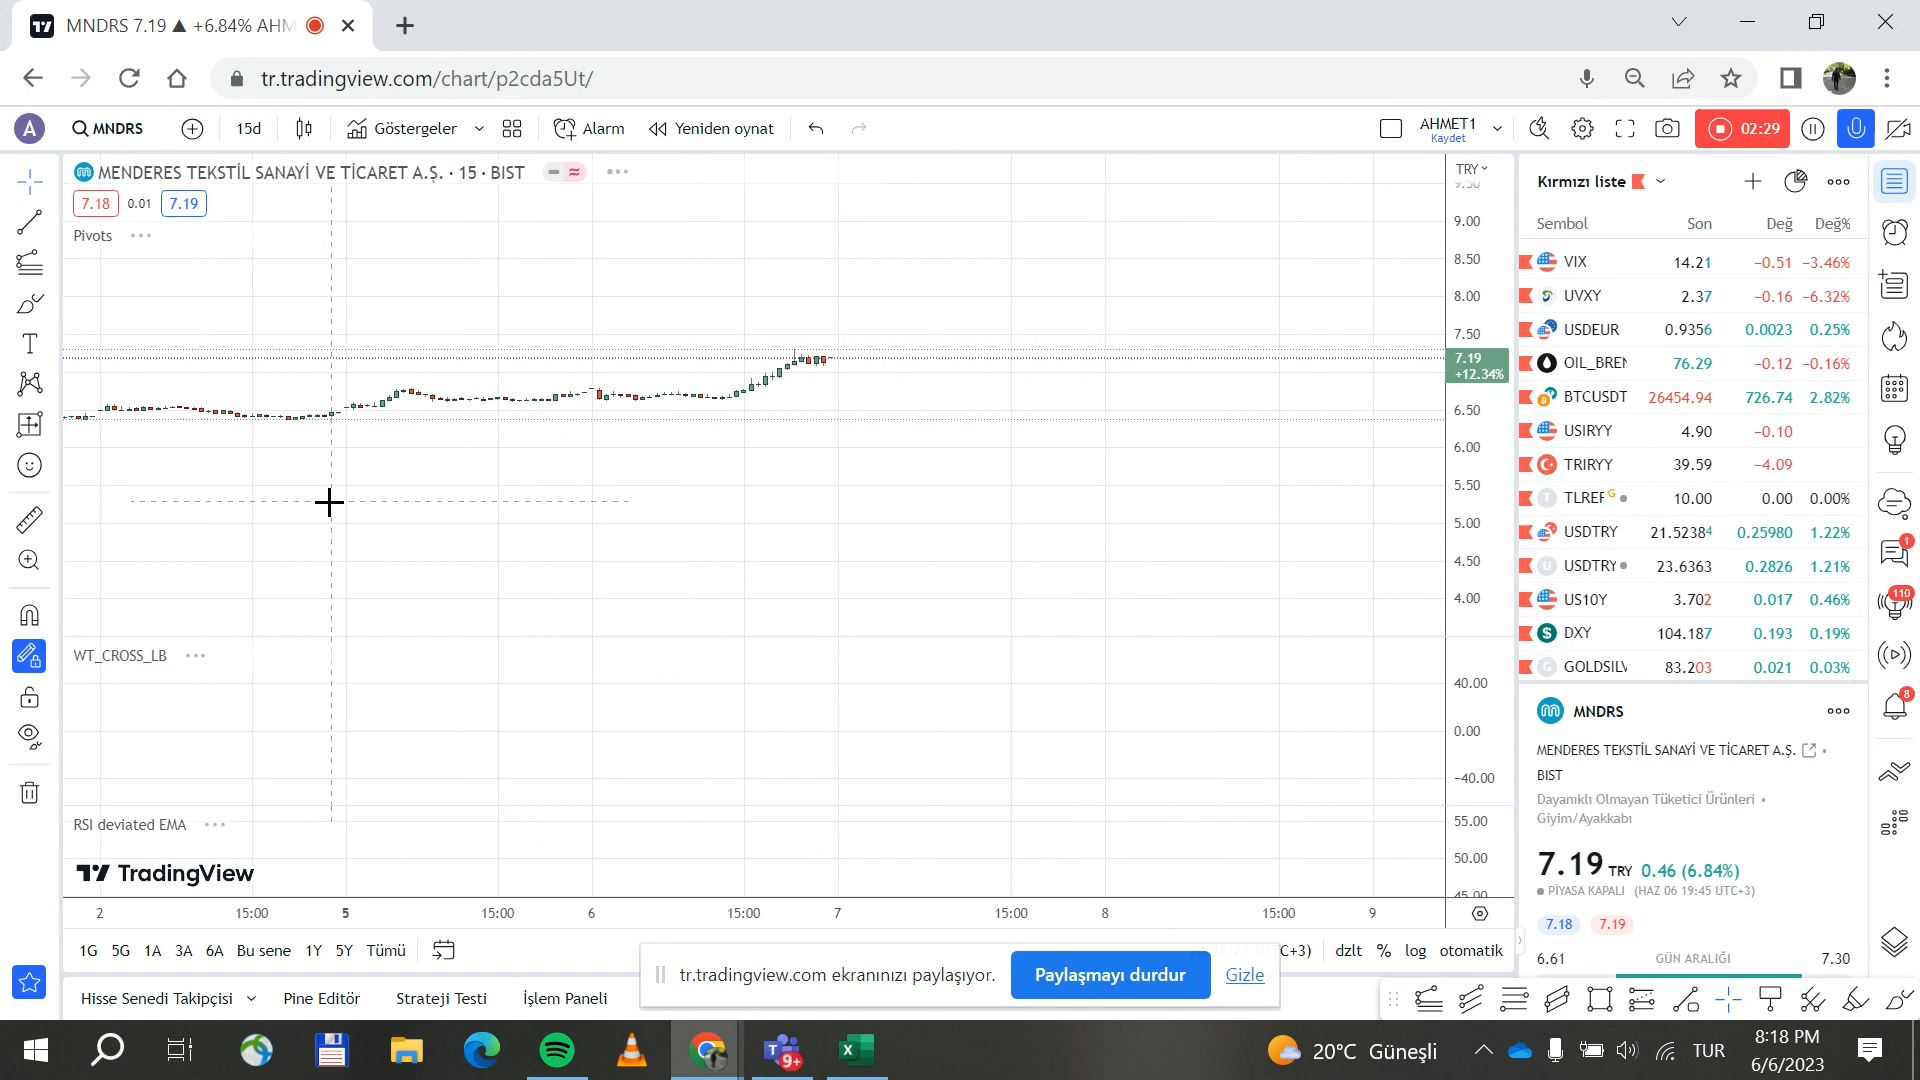 MNDRS 7.19 ▲ +6.84% AHM
tr.tradingview.com/chart/p2cda5Ut/
A
MNDRS
15d
Göstergeler
Alarm
Yeniden oynat
AHMET1
Kaydet
02:29
MENDERES TEKSTİL SANAYİ VE TİCARET A.Ş. · 15 · BIST
7.18 0.01 7.19
Pivots
TRY
9.50
9.00
8.50
8.00
7.50
7.19
+12.34%
6.50
6.00
5.50
5.00
4.50
4.00
WT_CROSS_LB
40.00
0.00
−40.00
RSI deviated EMA
55.00
50.00
45.00
TradingView
2 15:00 5 15:00 6 15:00 7 15:00 8 15:00 9
1G 5G 1A 3A 6A Bu sene 1Y 5Y Tümü
C+3) dzlt % log otomatik
tr.tradingview.com ekranınızı paylaşıyor. Paylaşmayı durdur Gizle
Hisse Senedi Takipçisi Pine Editör Strateji Testi İşlem Paneli
Kırmızı liste
Sembol Son Değ Değ%
VIX 14.21 −0.51 −3.46%
UVXY 2.37 −0.16 −6.32%
USDEUR 0.9356 0.0023 0.25%
OIL_BREN 76.29 −0.12 −0.16%
BTCUSDT 26454.94 726.74 2.82%
USIRYY 4.90 −0.10
TRIRYY 39.59 −4.09
T TLREF G 10.00 0.00 0.00%
USDTRY 21.52384 0.25980 1.22%
U USDTRY 23.6363 0.2826 1.21%
US10Y 3.702 0.017 0.46%
$ DXY 104.187 0.193 0.19%
G GOLDSILV 83.203 0.021 0.03%
MNDRS
MENDERES TEKSTİL SANAYİ VE TİCARET A.Ş. •
BIST
Dayanıklı Olmayan Tüketici Ürünleri •
Giyim/Ayakkabı
7.19 TRY 0.46 (6.84%)
PİYASA KAPALI (HAZ 06 19:45 UTC+3)
7.18 7.19
6.61 GÜN ARALIĞI 7.30
1
110
8
9+
20°C Güneşli
TUR
8:18 PM
6/6/2023